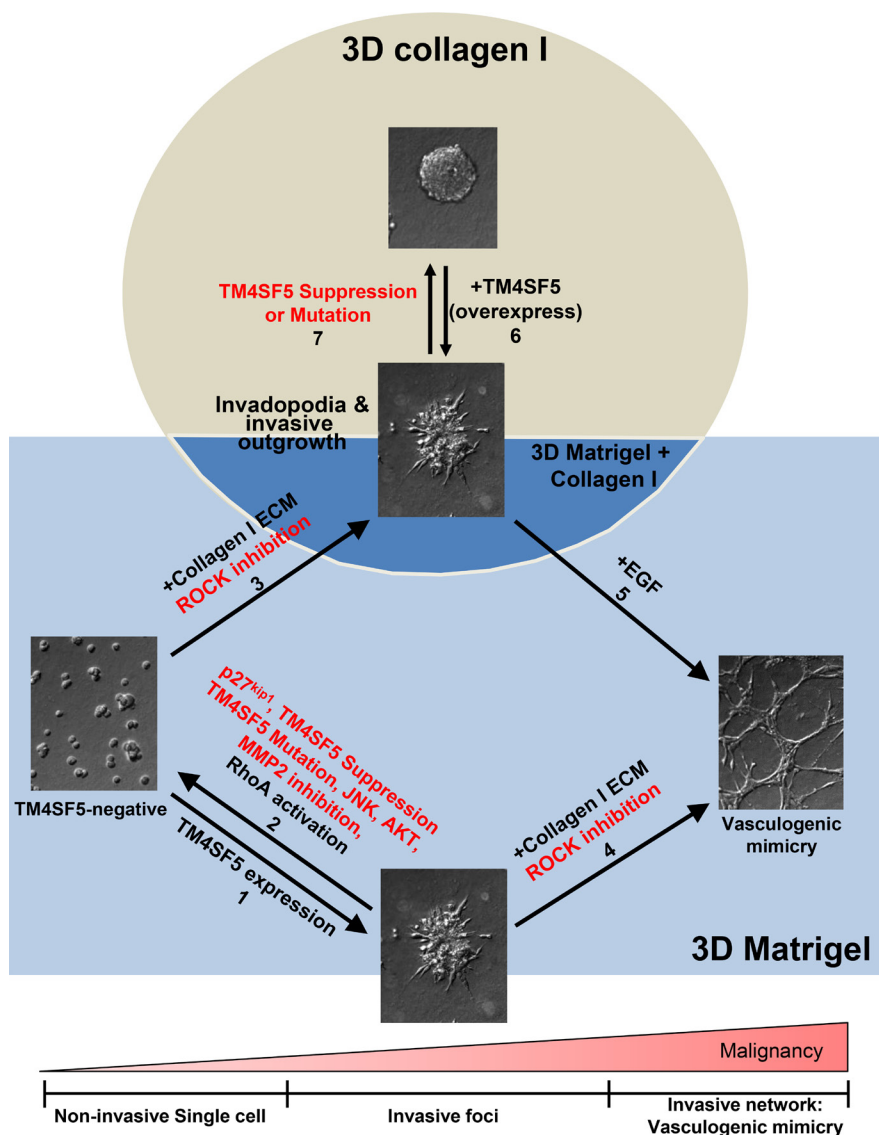 3D collagen I
TM4SF5 Suppression
or Mutation
7
+TM4SF5
(overexpress)
6
Invadopodia &
invasive
outgrowth
3D Matrigel +
Collagen I
+Collagen I ECM
ROCK inhibition
3
+EGF
5
TM4SF5-negative
p27kip1, TM4SF5 Suppression
TM4SF5 Mutation, JNK, AKT,
MMP2 inhibition,
RhoA activation
2
TM4SF5 expression
1
+Collagen I ECM
ROCK inhibition
4
Vasculogenic
mimicry
3D Matrigel
Malignancy
Non-invasive Single cell
Invasive foci
Invasive network:
Vasculogenic mimicry